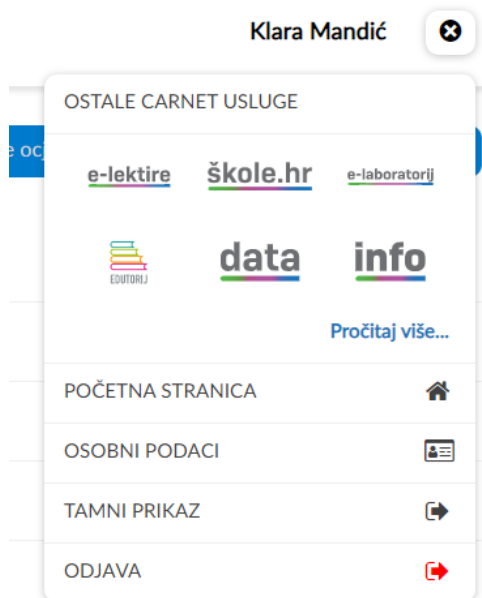 Klara Mandić
OSTALE CARNET USLUGE
e ocj
e-lektire škole.hr e-laboratorij
EDUTORIJ data info
Pročitaj više...
POČETNA STRANICA
OSOBNI PODACI
TAMNI PRIKAZ
ODJAVA